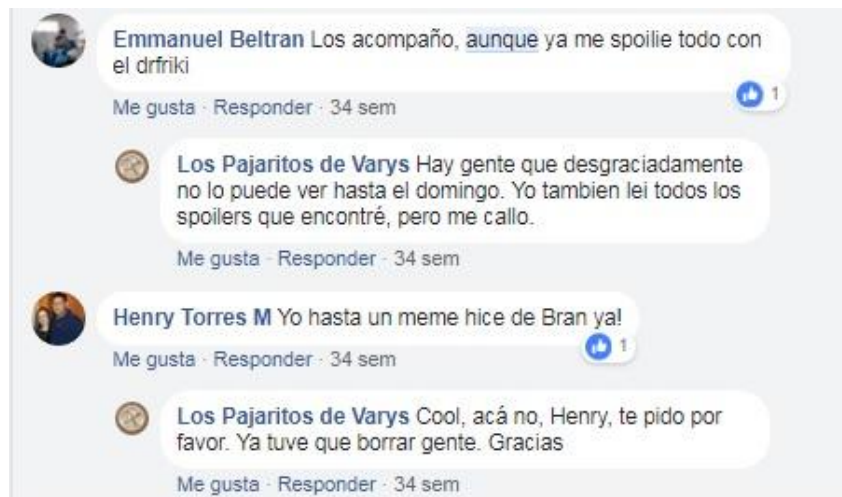 Emmanuel Beltran Los acompaño, aunque ya me spoilie todo con
el drfriki
1
Me gusta · Responder · 34 sem
Los Pajaritos de Varys Hay gente que desgraciadamente
no lo puede ver hasta el domingo. Yo tambien lei todos los
spoilers que encontré, pero me callo.
Me gusta · Responder · 34 sem
Henry Torres M Yo hasta un meme hice de Bran ya!
1
Me gusta · Responder · 34 sem
Los Pajaritos de Varys Cool, acá no, Henry, te pido por
favor. Ya tuve que borrar gente. Gracias
Me gusta · Responder · 34 sem